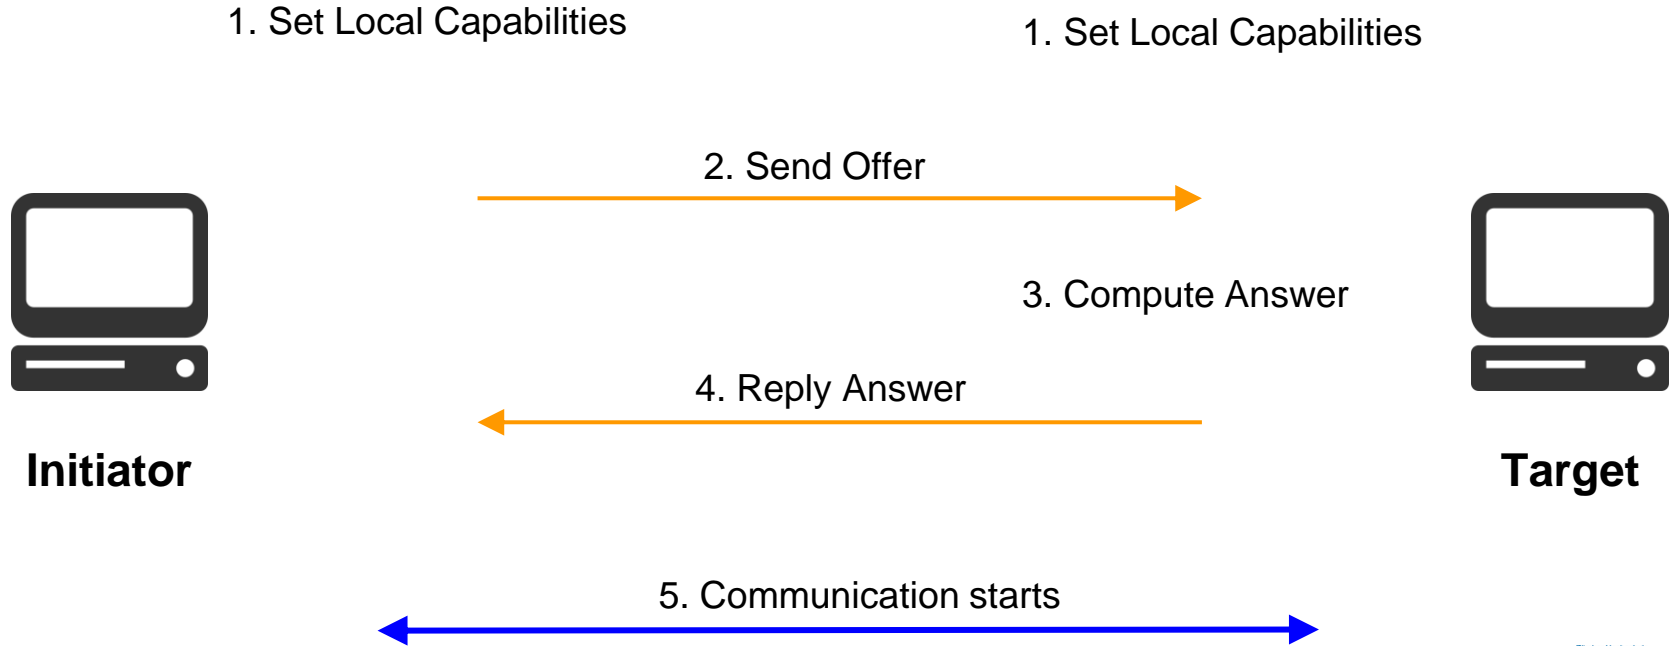 1. Set Local Capabilities
1. Set Local Capabilities
2. Send Offer
3. Compute Answer
4. Reply Answer
Initiator
Target
5. Communication starts